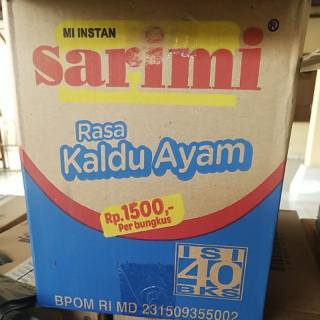 MI INSTAN
sarimi®
Rasa
Kaldu Ayam
Rp.1500,-
Per bungkus
ISI
40
BKS
BPOM RI MD 231509355002